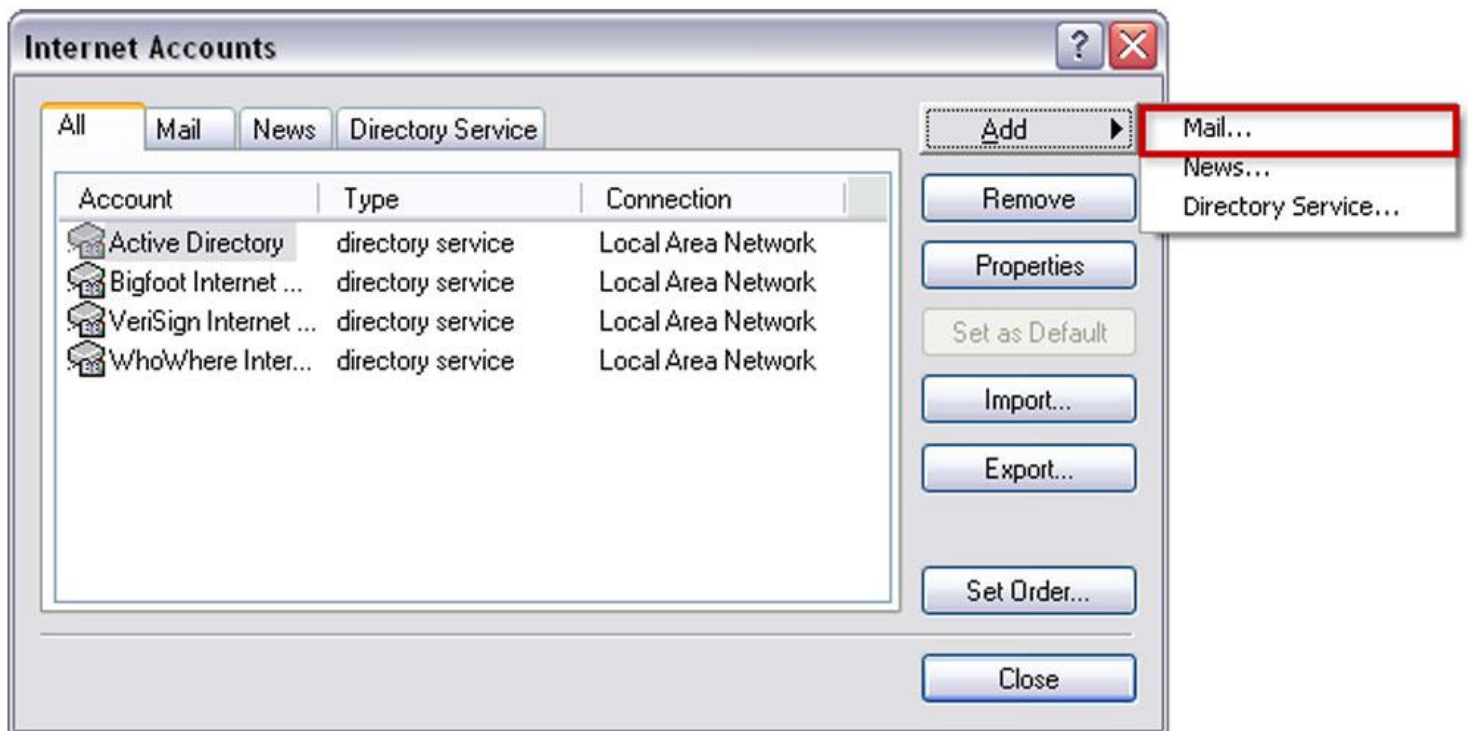 Internet Accounts
?
All Mail News Directory Service
Account Type Connection
Active Directory directory service Local Area Network
Bigfoot Internet ... directory service Local Area Network
VeriSign Internet ... directory service Local Area Network
WhoWhere Inter... directory service Local Area Network
Add
Remove
Properties
Set as Default
Import...
Export...
Set Order...
Close
Mail...
News...
Directory Service...